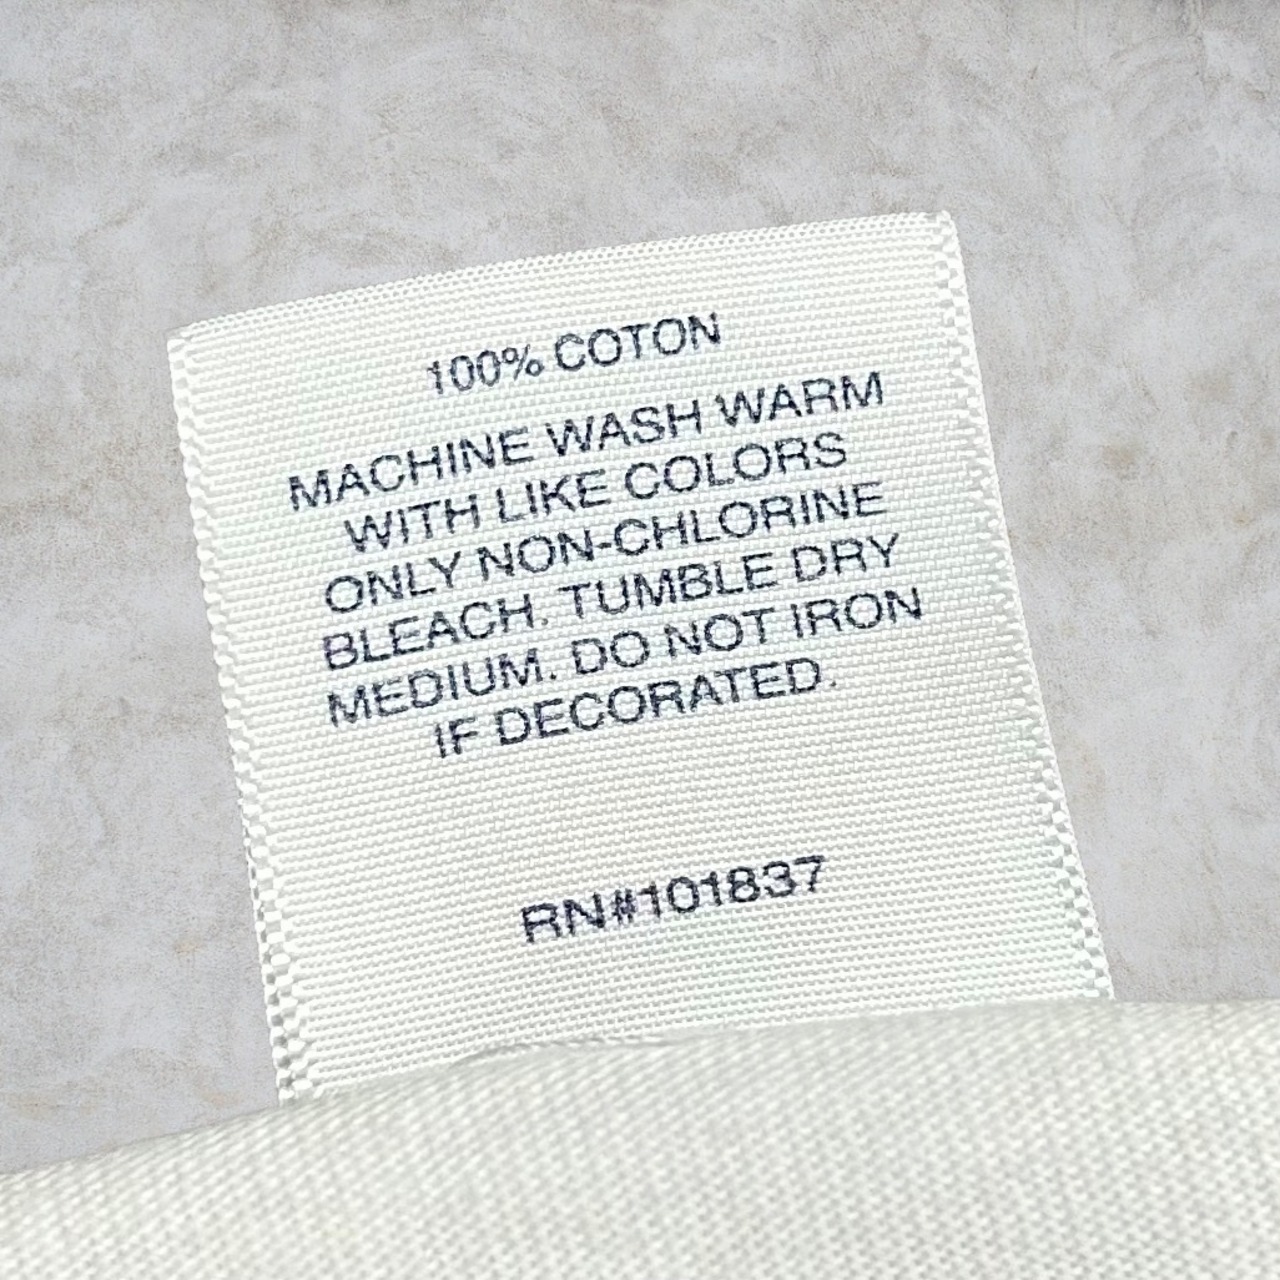 100% COTON
MACHINE WASH WARM
WITH LIKE COLORS
ONLY NON-CHLORINE
BLEACH. TUMBLE DRY
MEDIUM. DO NOT IRON
IF DECORATED.
RN#101837